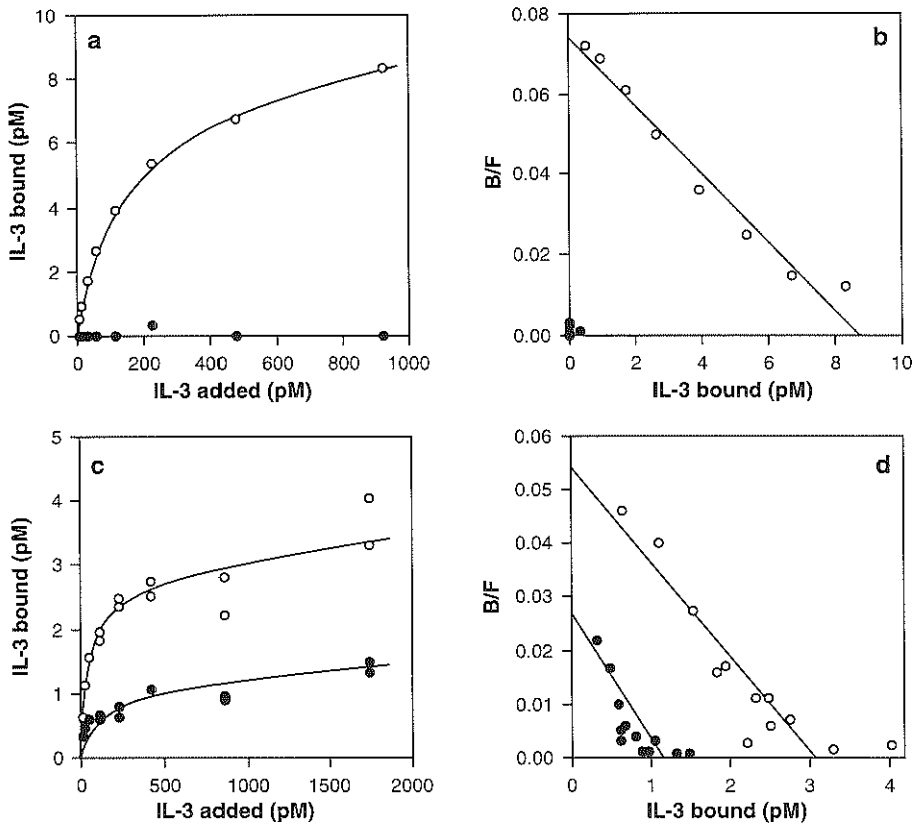 a
IL-3 bound (pM)
10
8
6
4
2
0
0 200 400 600 800 1000
IL-3 added (pM)
b
B/F
0.08
0.06
0.04
0.02
0.00
0 2 4 6 8 10
IL-3 bound (pM)
c
IL-3 bound (pM)
5
4
3
2
1
0
0 500 1000 1500 2000
IL-3 added (pM)
d
B/F
0.06
0.05
0.04
0.03
0.02
0.01
0.00
0 1 2 3 4
IL-3 bound (pM)